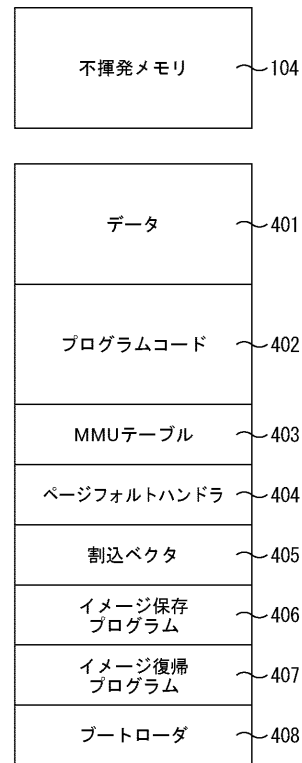 不揮発メモリ 104
データ 401
プログラムコード 402
MMUテーブル 403
ページフォルトハンドラ 404
割込ベクタ 405
イメージ保存
プログラム 406
イメージ復帰
プログラム 407
ブートローダ 408